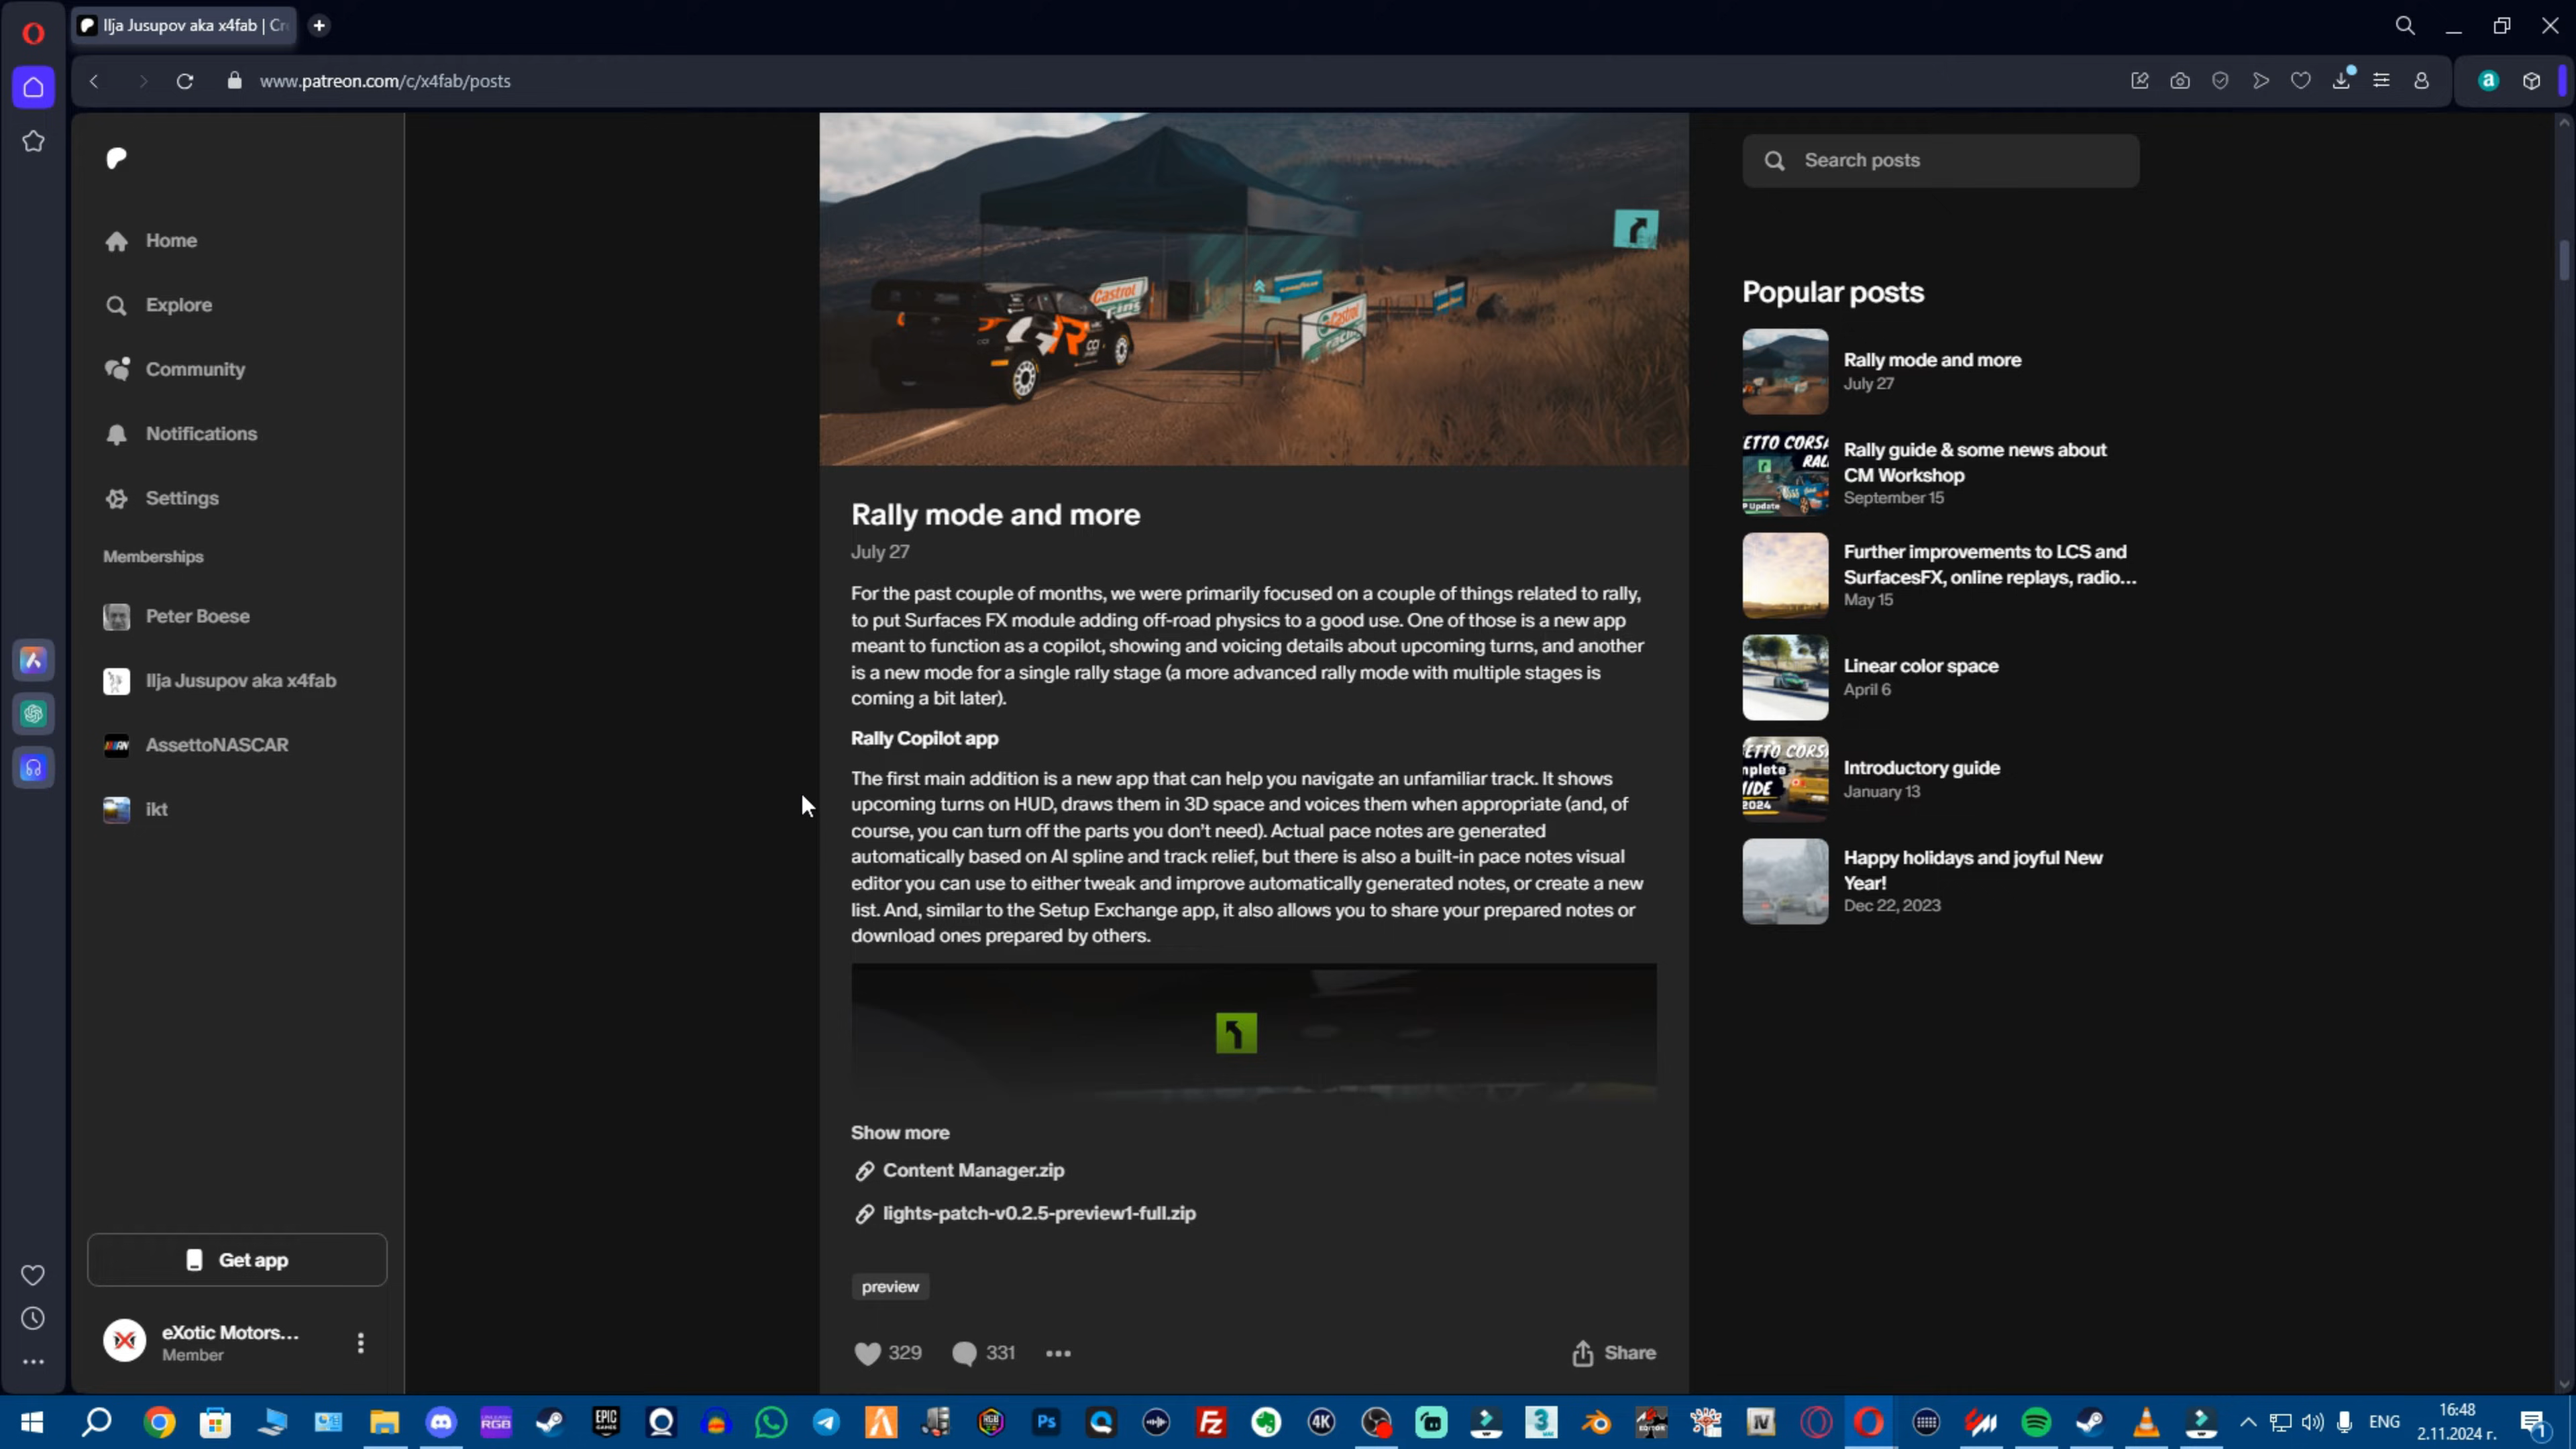 Ilja Jusupov aka x4fab | Cr
www.patreon.com/c/x4fab/posts
Home
Explore
Community
Notifications
Settings
Memberships
Peter Boese
Ilja Jusupov aka x4fab
AssettoNASCAR
ikt
Get app
eXotic Motors...
Member
Castrol
Castrol
Rally mode and more
July 27
For the past couple of months, we were primarily focused on a couple of things related to rally,
to put Surfaces FX module adding off-road physics to a good use. One of those is a new app
meant to function as a copilot, showing and voicing details about upcoming turns, and another
is a new mode for a single rally stage (a more advanced rally mode with multiple stages is
coming a bit later).
Rally Copilot app
The first main addition is a new app that can help you navigate an unfamiliar track. It shows
upcoming turns on HUD, draws them in 3D space and voices them when appropriate (and, of
course, you can turn off the parts you don't need). Actual pace notes are generated
automatically based on AI spline and track relief, but there is also a built-in pace notes visual
editor you can use to either tweak and improve automatically generated notes, or create a new
list. And, similar to the Setup Exchange app, it also allows you to share your prepared notes or
download ones prepared by others.
Show more
Content Manager.zip
lights-patch-v0.2.5-preview1-full.zip
preview
329
331
Share
Search posts
Popular posts
Rally mode and more
July 27
Rally guide & some news about
CM Workshop
September 15
Further improvements to LCS and
SurfacesFX, online replays, radio...
May 15
Linear color space
April 6
Introductory guide
January 13
Happy holidays and joyful New
Year!
Dec 22, 2023
ЕНГ
16:48
2.11.2024 г.